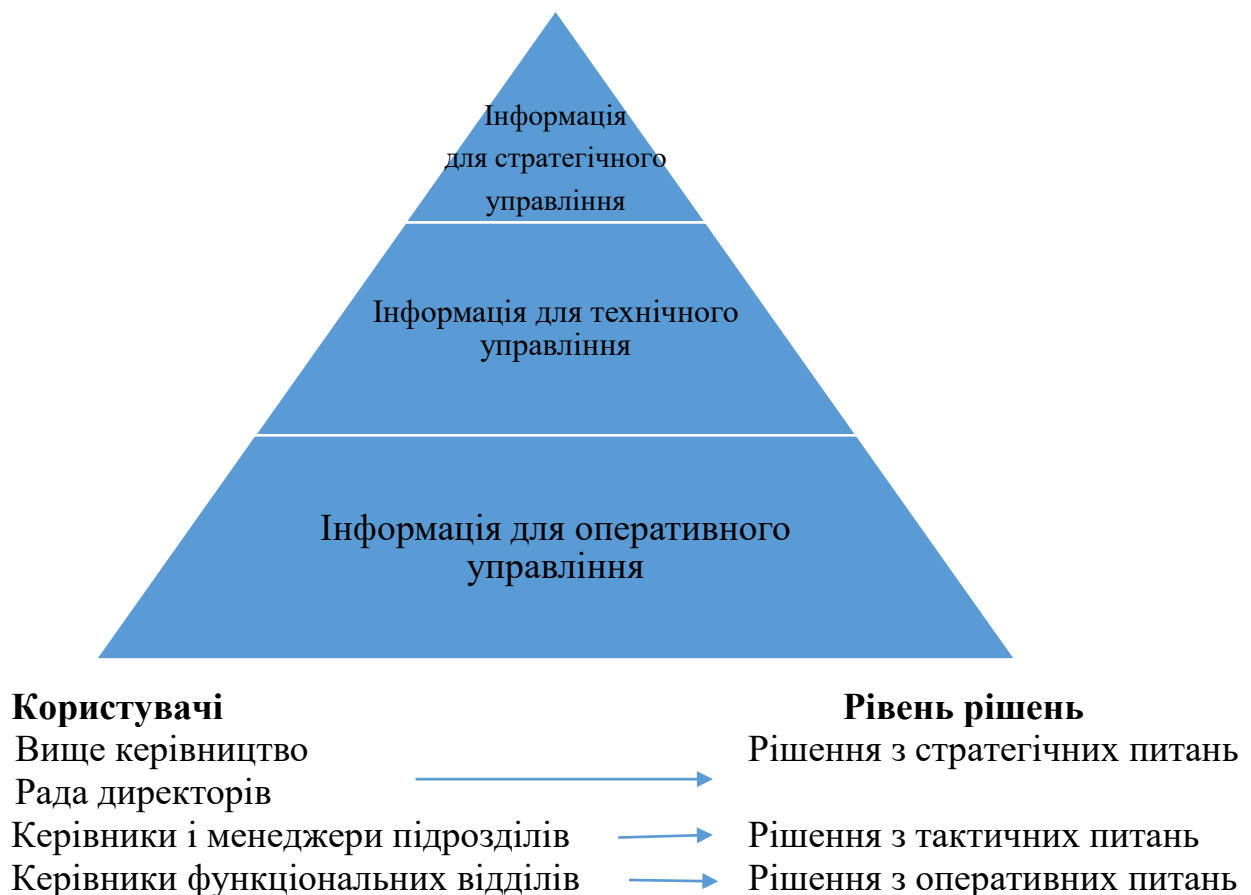 Інформація
для стратегічного
управління
Інформація для технічного
управління
Інформація для оперативного
управління
Користувачі Рівень рішень
Вище керівництво Рішення з стратегічних питань
Рада директорів
Керівники і менеджери підрозділів Рішення з тактичних питань
Керівники функціональних відділів Рішення з оперативних питань